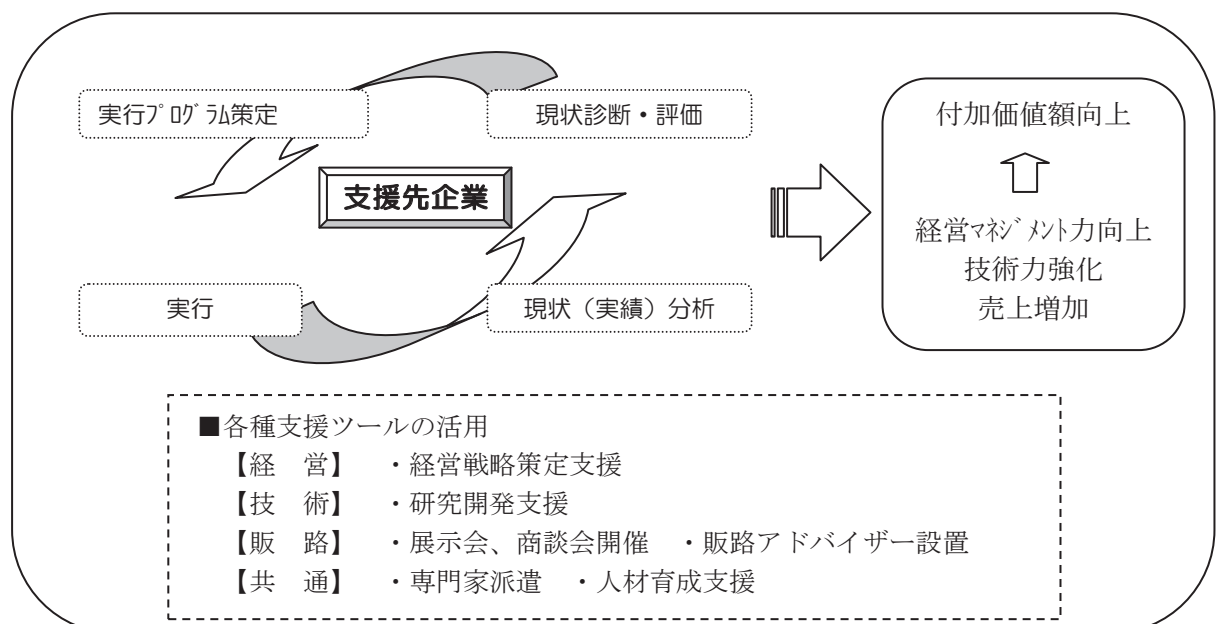 実行ﾌﾟﾛｸﾞﾗﾑ策定
現状診断・評価
支援先企業
実行
現状（実績）分析
付加価値額向上
経営ﾏﾈｼﾞﾒﾝﾄ力向上
技術力強化
売上増加
■各種支援ツールの活用
【経　営】　・経営戦略策定支援
【技　術】　・研究開発支援
【販　路】　・展示会、商談会開催　・販路アドバイザー設置
【共　通】　・専門家派遣　・人材育成支援